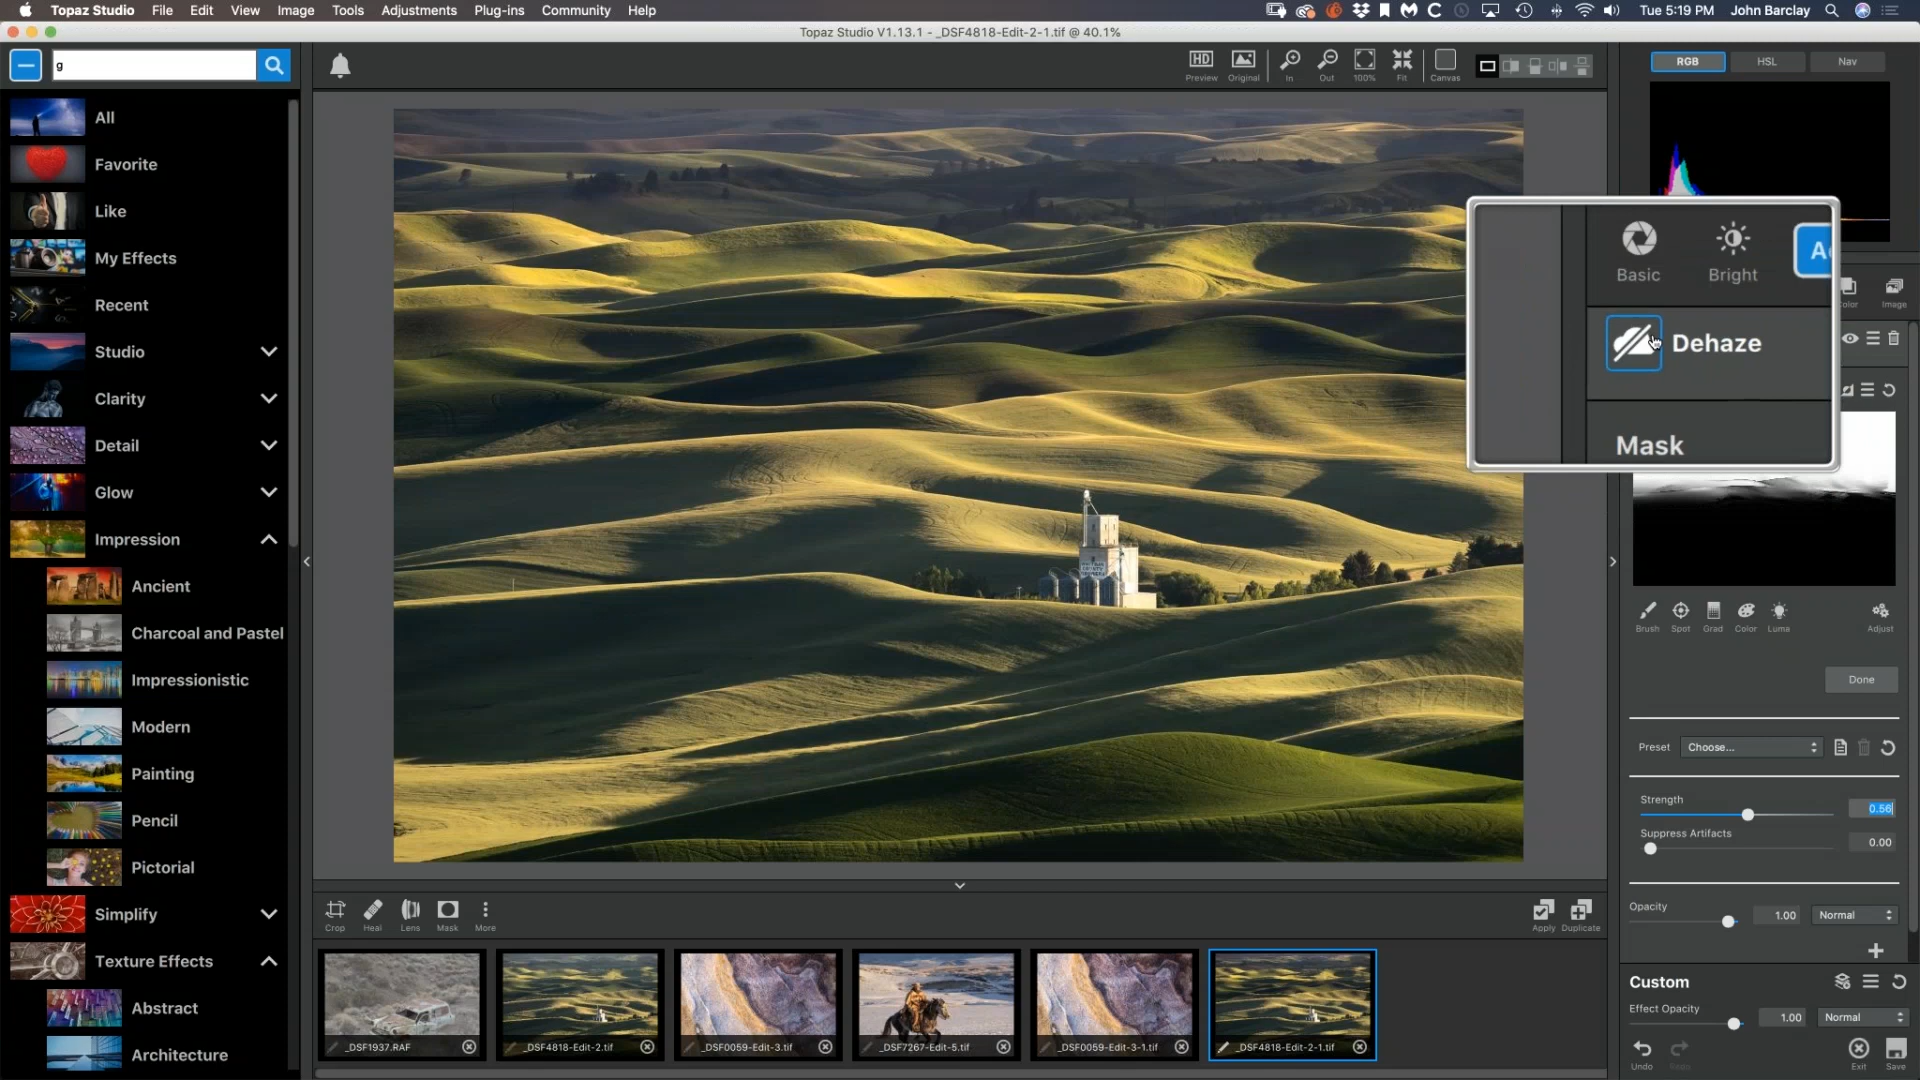 Topaz Studio File Edit View Image Tools Adjustments Plug-ins Community Help
Tue 5:19 PM John Barclay
Topaz Studio V1.13.1 - _DSF4818-Edit-2-1.tif @ 40.1%
g
HD
Preview Original In Out 100% Fit Canvas
RGB HSL Nav
All
Favorite
Like
My Effects
Recent
Studio
Clarity
Detail
Glow
Impression
Ancient
Charcoal and Pastel
Impressionistic
Modern
Painting
Pencil
Pictorial
Simplify
Texture Effects
Abstract
Architecture
Basic Bright
Image
Dehaze
Mask
Brush Spot Grad Color Luma Adjust
Done
Preset Choose...
Strength 0.56
Suppress Artifacts 0.00
Opacity 1.00 Normal
Custom
Effect Opacity 1.00 Normal
Undo Exit Save
Crop Heal Lens Mask More Apply Duplicate
_DSF1937.RAF _DSF4818-Edit-2.tif _DSF0059-Edit-3.tif _DSF7267-Edit-5.tif _DSF0059-Edit-3-1.tif _DSF4818-Edit-2-1.tif